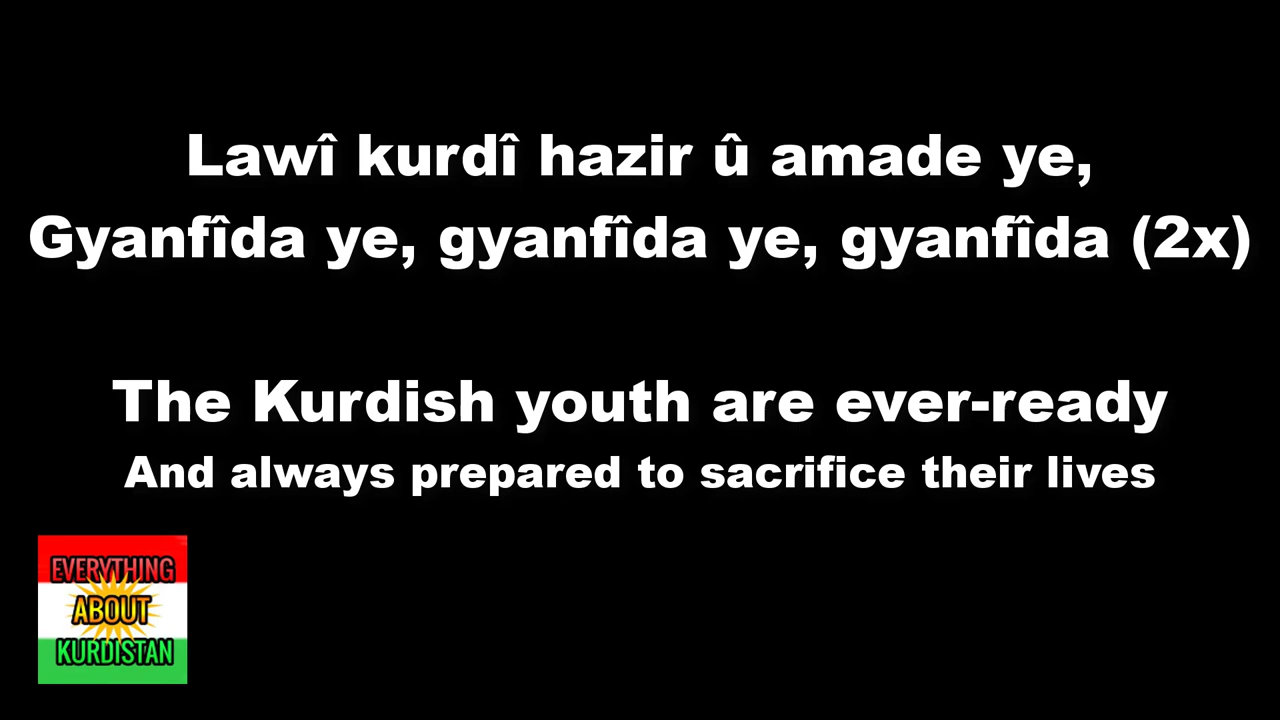 Lawî kurdî hazir û amade ye,
Gyanfîda ye, gyanfîda ye, gyanfîda (2x)
The Kurdish youth are ever-ready
And always prepared to sacrifice their lives
EVERYTHING
ABOUT
KURDISTAN